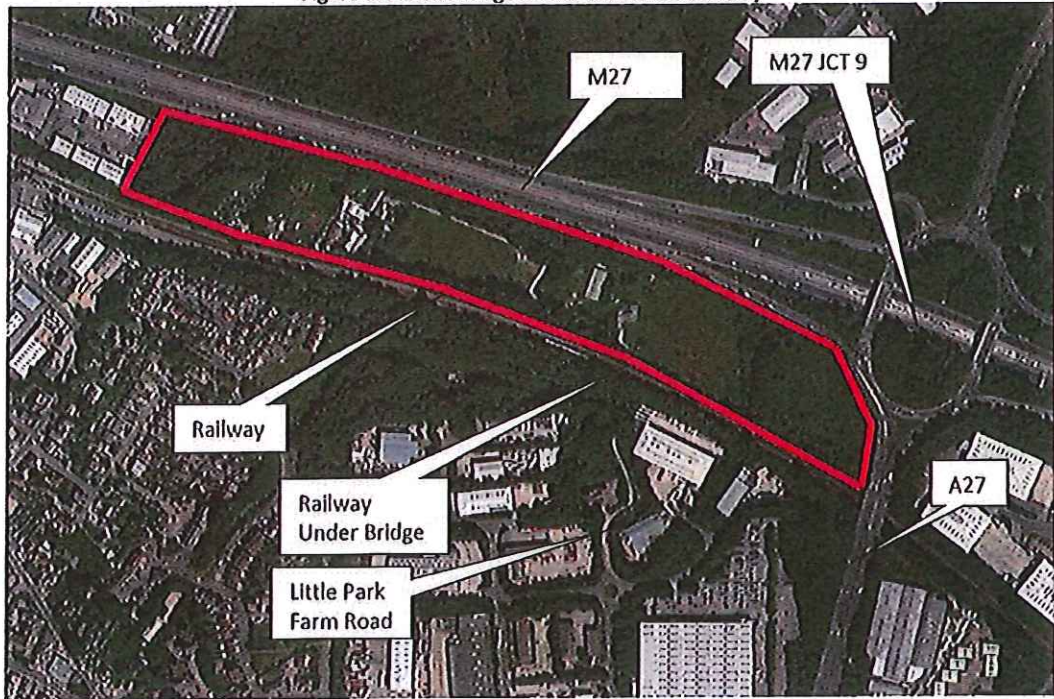 M27
M27 JCT 9
Railway
Railway
Under Bridge
Little Park
Farm Road
A27